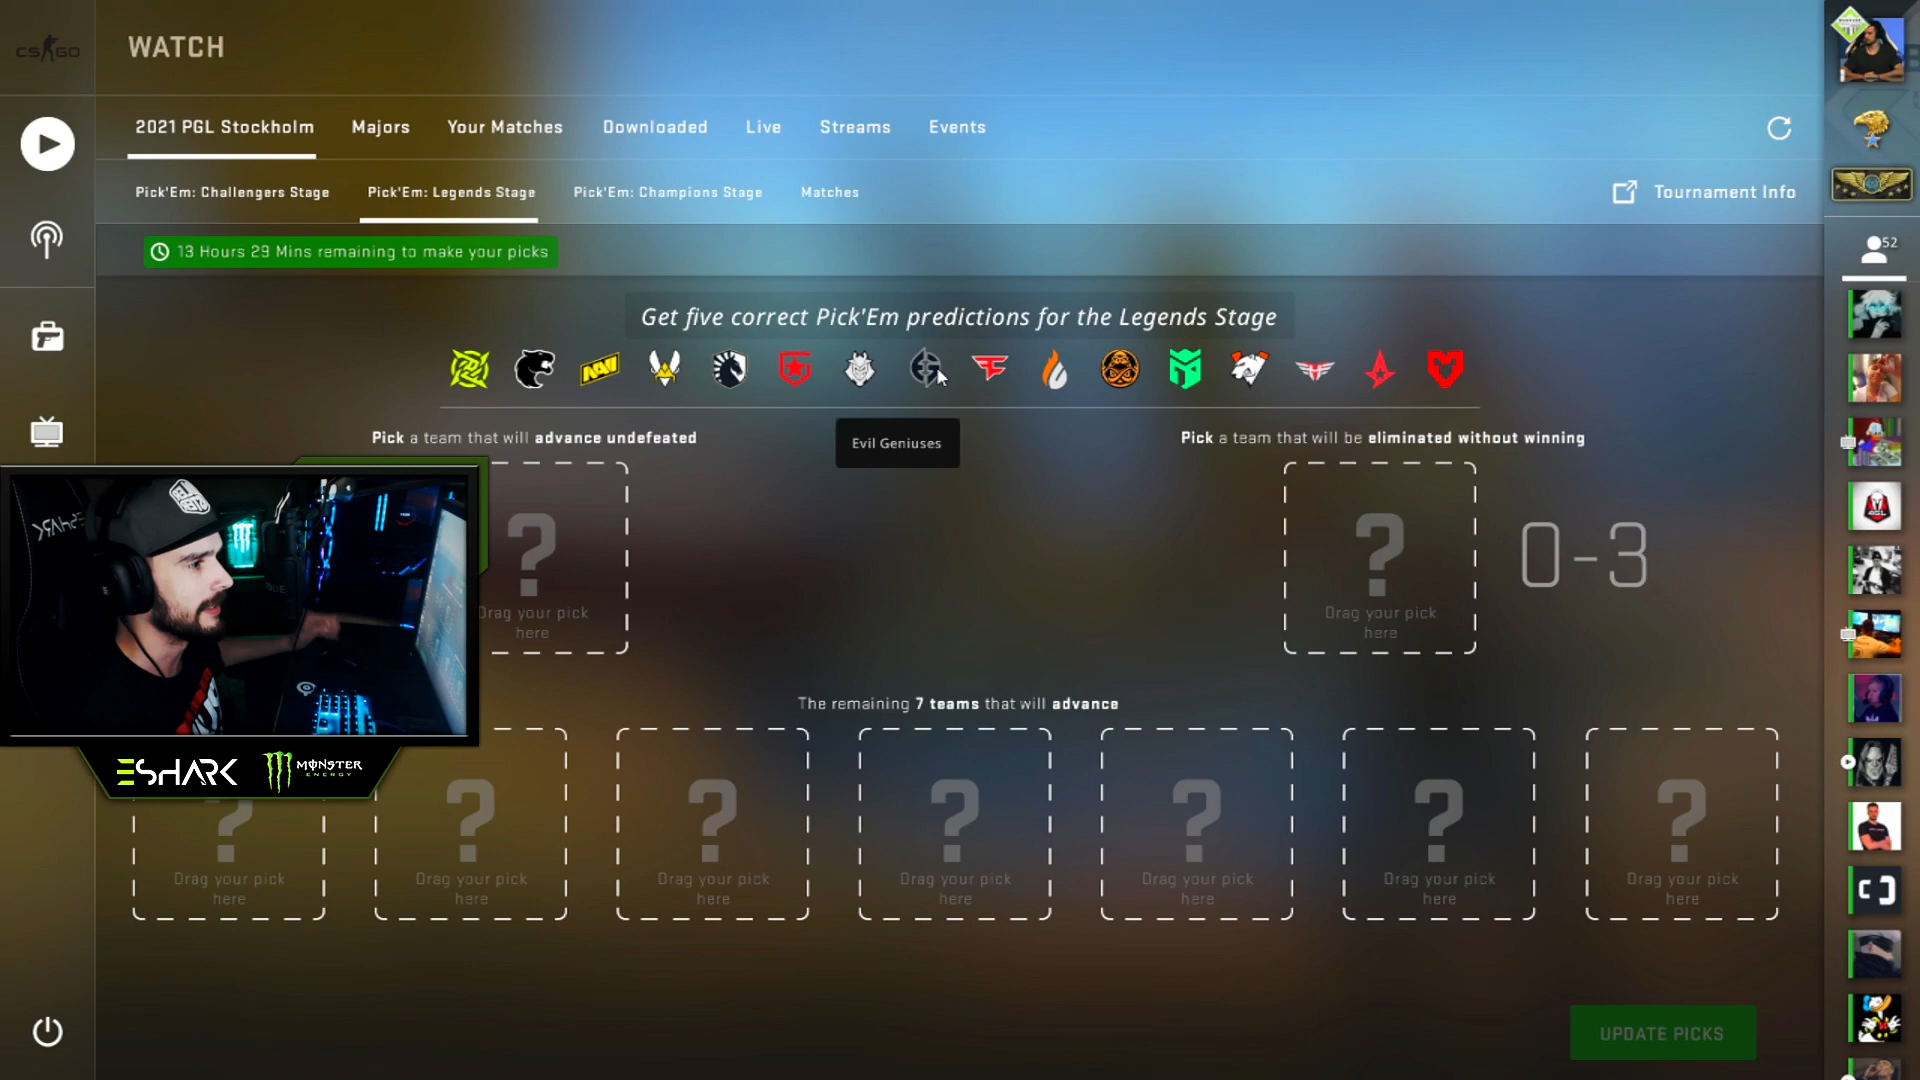 CS GO
WATCH
2021 PGL Stockholm
Majors
Your Matches
Downloaded
Live
Streams
Events
Pick'Em: Challengers Stage
Pick'Em: Legends Stage
Pick'Em: Champions Stage
Matches
Tournament Info
13 Hours 29 Mins remaining to make your picks
52
Get five correct Pick'Em predictions for the Legends Stage
NAVI
Pick a team that will advance undefeated
Evil Geniuses
Pick a team that will be eliminated without winning
?
Drag your pick
here
?
Drag your pick
here
0-3
The remaining 7 teams that will advance
ESHARK
MONSTER
ENERGY
?
Drag your pick
here
?
Drag your pick
here
?
Drag your pick
here
?
Drag your pick
here
?
Drag your pick
here
?
Drag your pick
here
?
Drag your pick
here
UPDATE PICKS